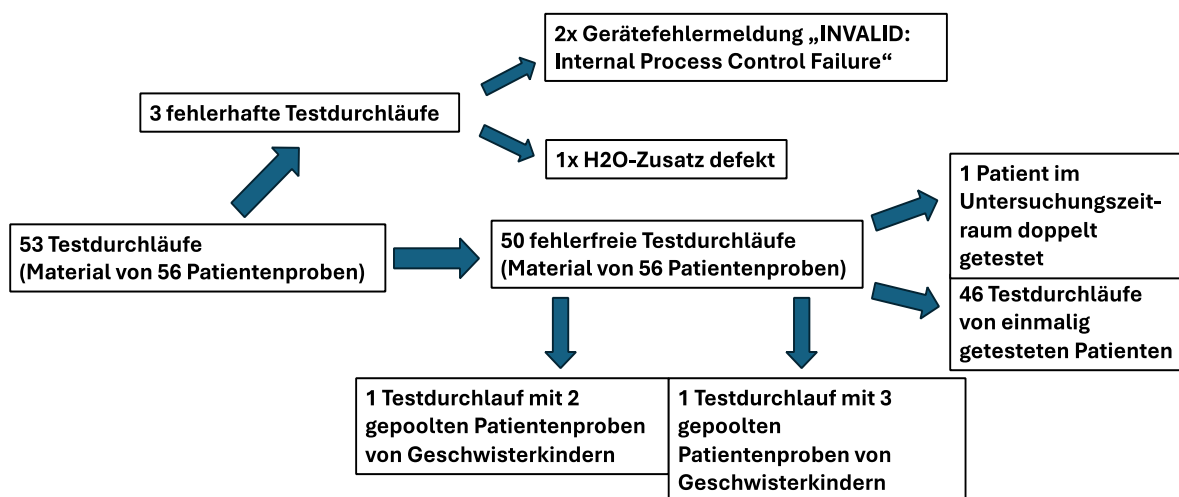 2x Gerätefehlermeldung „INVALID:
Internal Process Control Failure“
3 fehlerhafte Testdurchläufe
1x H2O-Zusatz defekt
1 Patient im
Untersuchungszeit-
raum doppelt
getestet
53 Testdurchläufe
(Material von 56 Patientenproben)
50 fehlerfreie Testdurchläufe
(Material von 56 Patientenproben)
46 Testdurchläufe
von einmalig
getesteten Patienten
1 Testdurchlauf mit 2
gepoolten Patientenproben
von Geschwisterkindern
1 Testdurchlauf mit 3
gepoolten
Patientenproben von
Geschwisterkindern